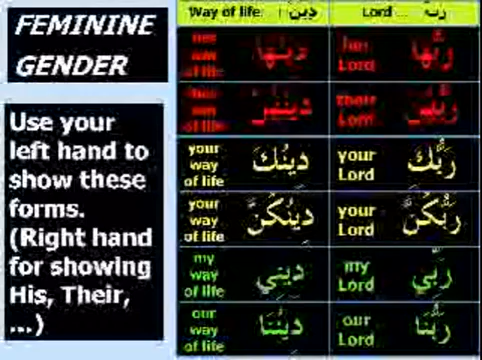 FEMININE
GENDER
Use your
left hand to
show these
forms.
(Right hand
for showing
His, Their,
...)
Way of life: دِين Lord ... رَبّ
her way of life دِينُهَا her Lord رَبُّهَا
their way of life دِينُهُنَّ their Lord رَبُّهُنَّ
your way of life دِينُكَ your Lord رَبُّكَ
your way of life دِينُكُنَّ your Lord رَبُّكُنَّ
my way of life دِينِي my Lord رَبِّي
our way of life دِينُنَا our Lord رَبُّنَا